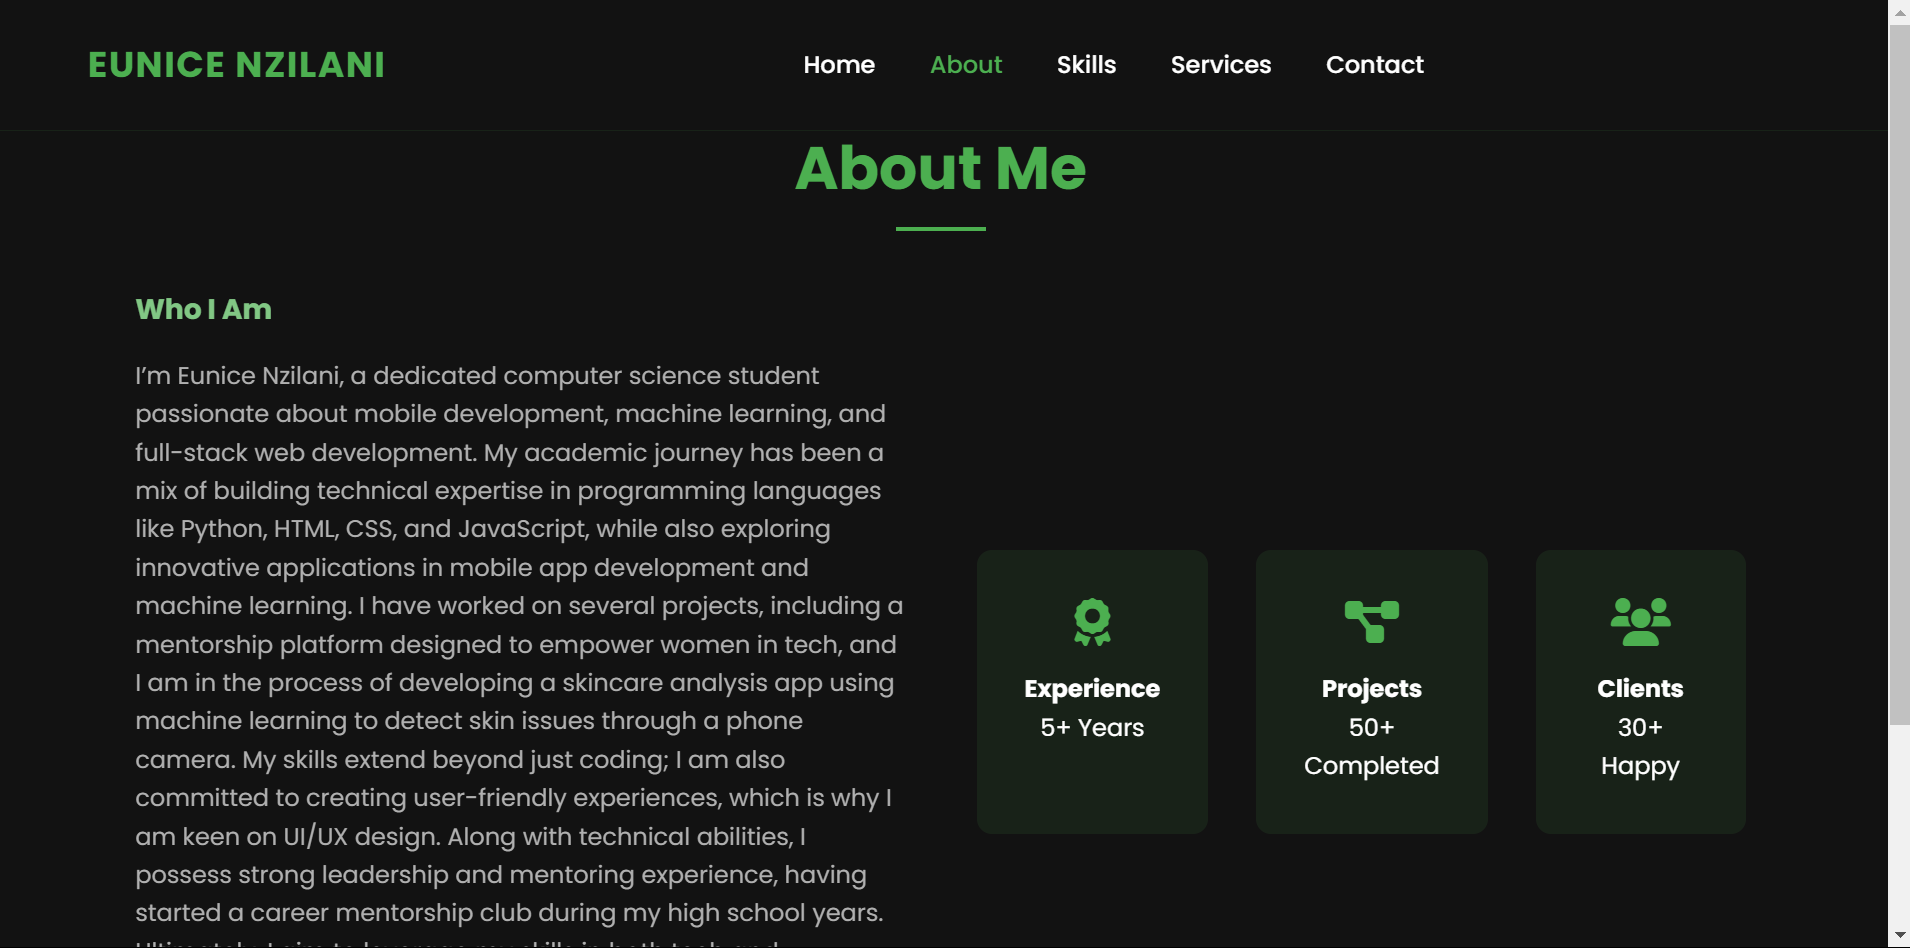 EUNICE NZILANI
Home
About
Skills
Services
Contact
About Me
Who I Am
I’m Eunice Nzilani, a dedicated computer science student
passionate about mobile development, machine learning, and
full-stack web development. My academic journey has been a
mix of building technical expertise in programming languages
like Python, HTML, CSS, and JavaScript, while also exploring
innovative applications in mobile app development and
machine learning. I have worked on several projects, including a
mentorship platform designed to empower women in tech, and
I am in the process of developing a skincare analysis app using
machine learning to detect skin issues through a phone
camera. My skills extend beyond just coding; I am also
committed to creating user-friendly experiences, which is why I
am keen on UI/UX design. Along with technical abilities, I
possess strong leadership and mentoring experience, having
started a career mentorship club during my high school years.
Experience
5+ Years
Projects
50+
Completed
Clients
30+
Happy